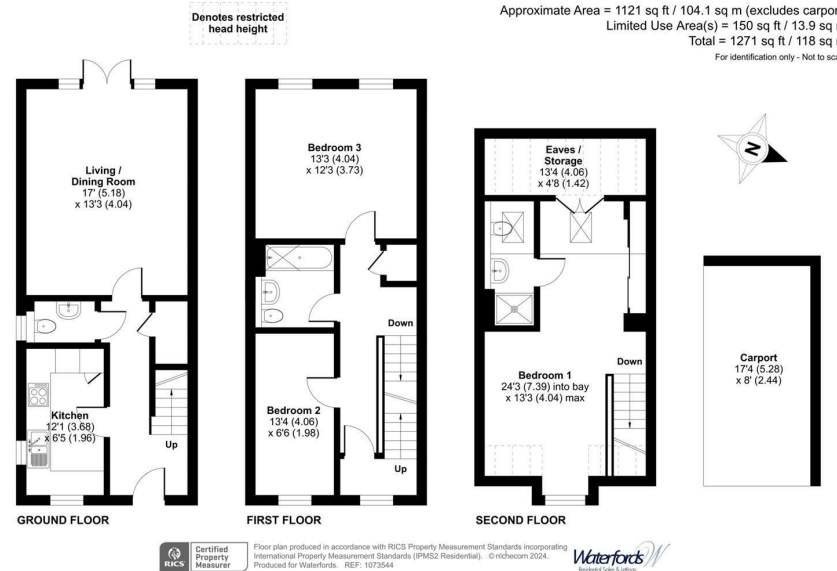 Denotes restricted
head height
Approximate Area = 1121 sq ft / 104.1 sq m (excludes carpor
Limited Use Area(s) = 150 sq ft / 13.9 sq
Total = 1271 sq ft / 118 sq
For identification only - Not to sca
Living /
Dining Room
17' (5.18)
x 13'3 (4.04)
Kitchen
12'1 (3.68)
x 6'5 (1.96)
Up
GROUND FLOOR
Bedroom 3
13'3 (4.04)
x 12'3 (3.73)
Down
Bedroom 2
13'4 (4.06)
x 6'6 (1.98)
Up
FIRST FLOOR
Eaves /
Storage
13'4 (4.06)
x 4'8 (1.42)
Bedroom 1
24'3 (7.39) into bay
x 13'3 (4.04) max
Down
SECOND FLOOR
N
Carport
17'4 (5.28)
x 8' (2.44)
RICS
Certified
Property
Measurer
Floor plan produced in accordance with RICS Property Measurement Standards incorporating
International Property Measurement Standards (IPMS2 Residential). © nichecom 2024.
Produced for Waterfords. REF: 1073544
Waterfords
Residential Sales & Lettings